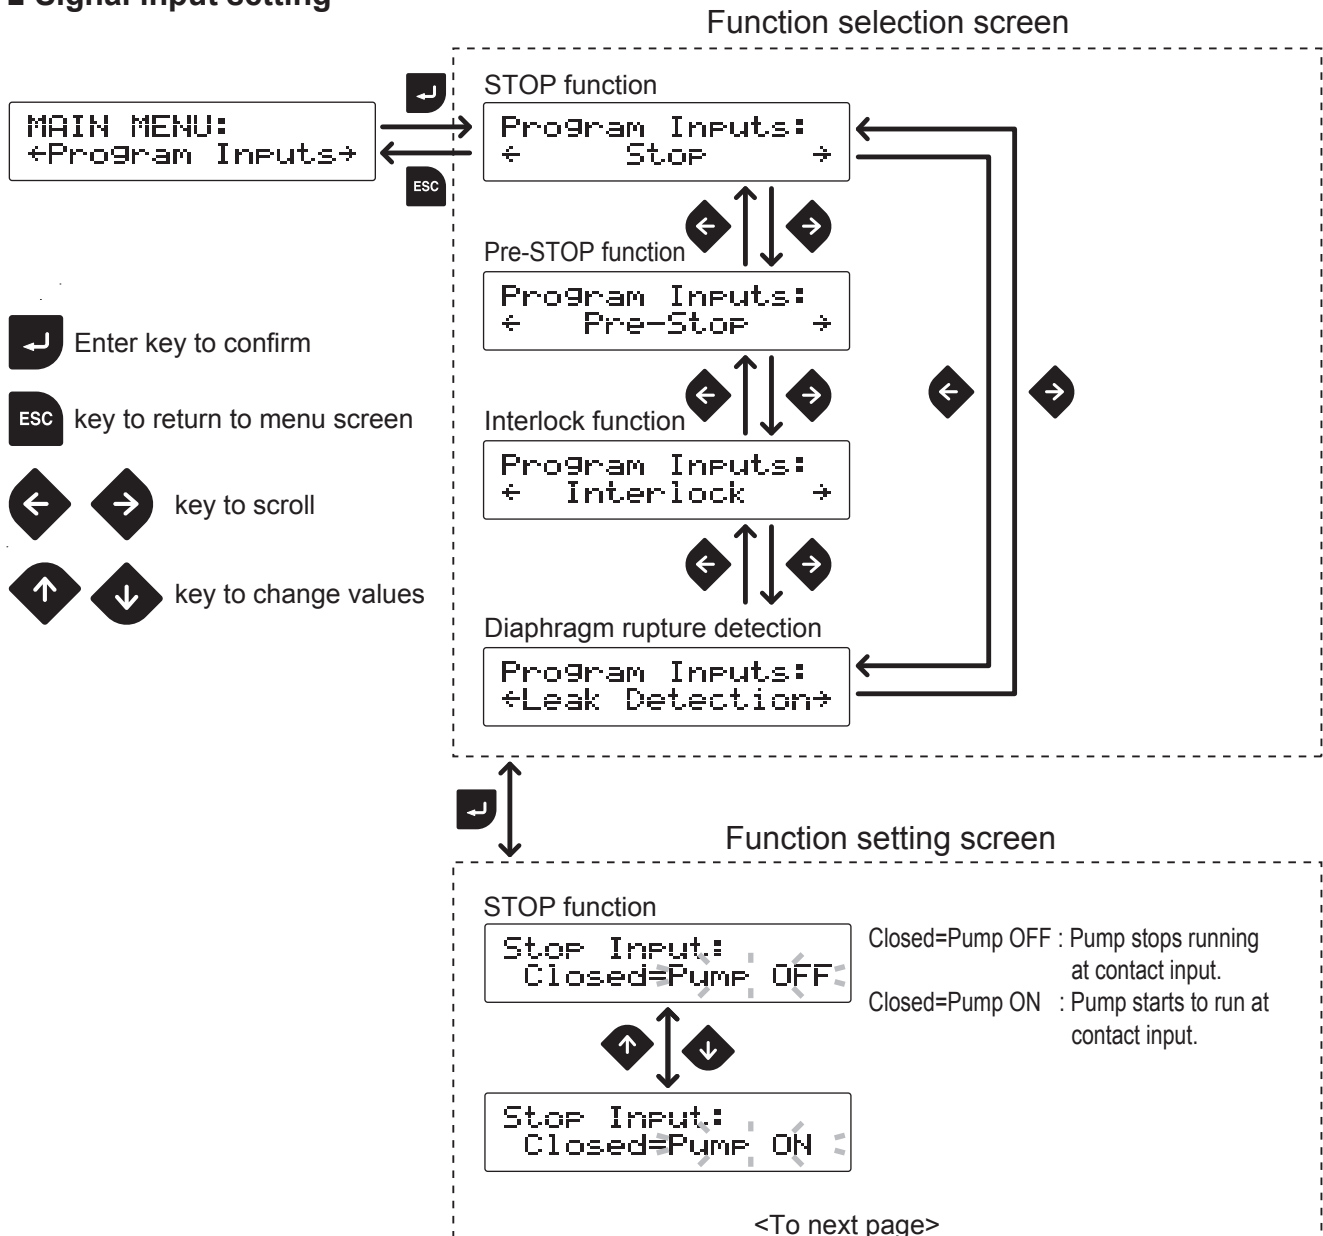 ■ Signal input setting
Function selection screen
STOP function
MAIN MENU:
←Program Inputs→
Program Inputs:
← Stop →
ESC
Pre-STOP function
Program Inputs:
← Pre-Stop →
Enter key to confirm
ESC key to return to menu screen
Interlock function
Program Inputs:
← Interlock →
← → key to scroll
↑ ↓ key to change values
Diaphragm rupture detection
Program Inputs:
←Leak Detection→
Function setting screen
STOP function
Stop Input:
Closed=Pump OFF
Closed=Pump OFF : Pump stops running
at contact input.
Closed=Pump ON : Pump starts to run at
contact input.
Stop Input:
Closed=Pump ON
<To next page>